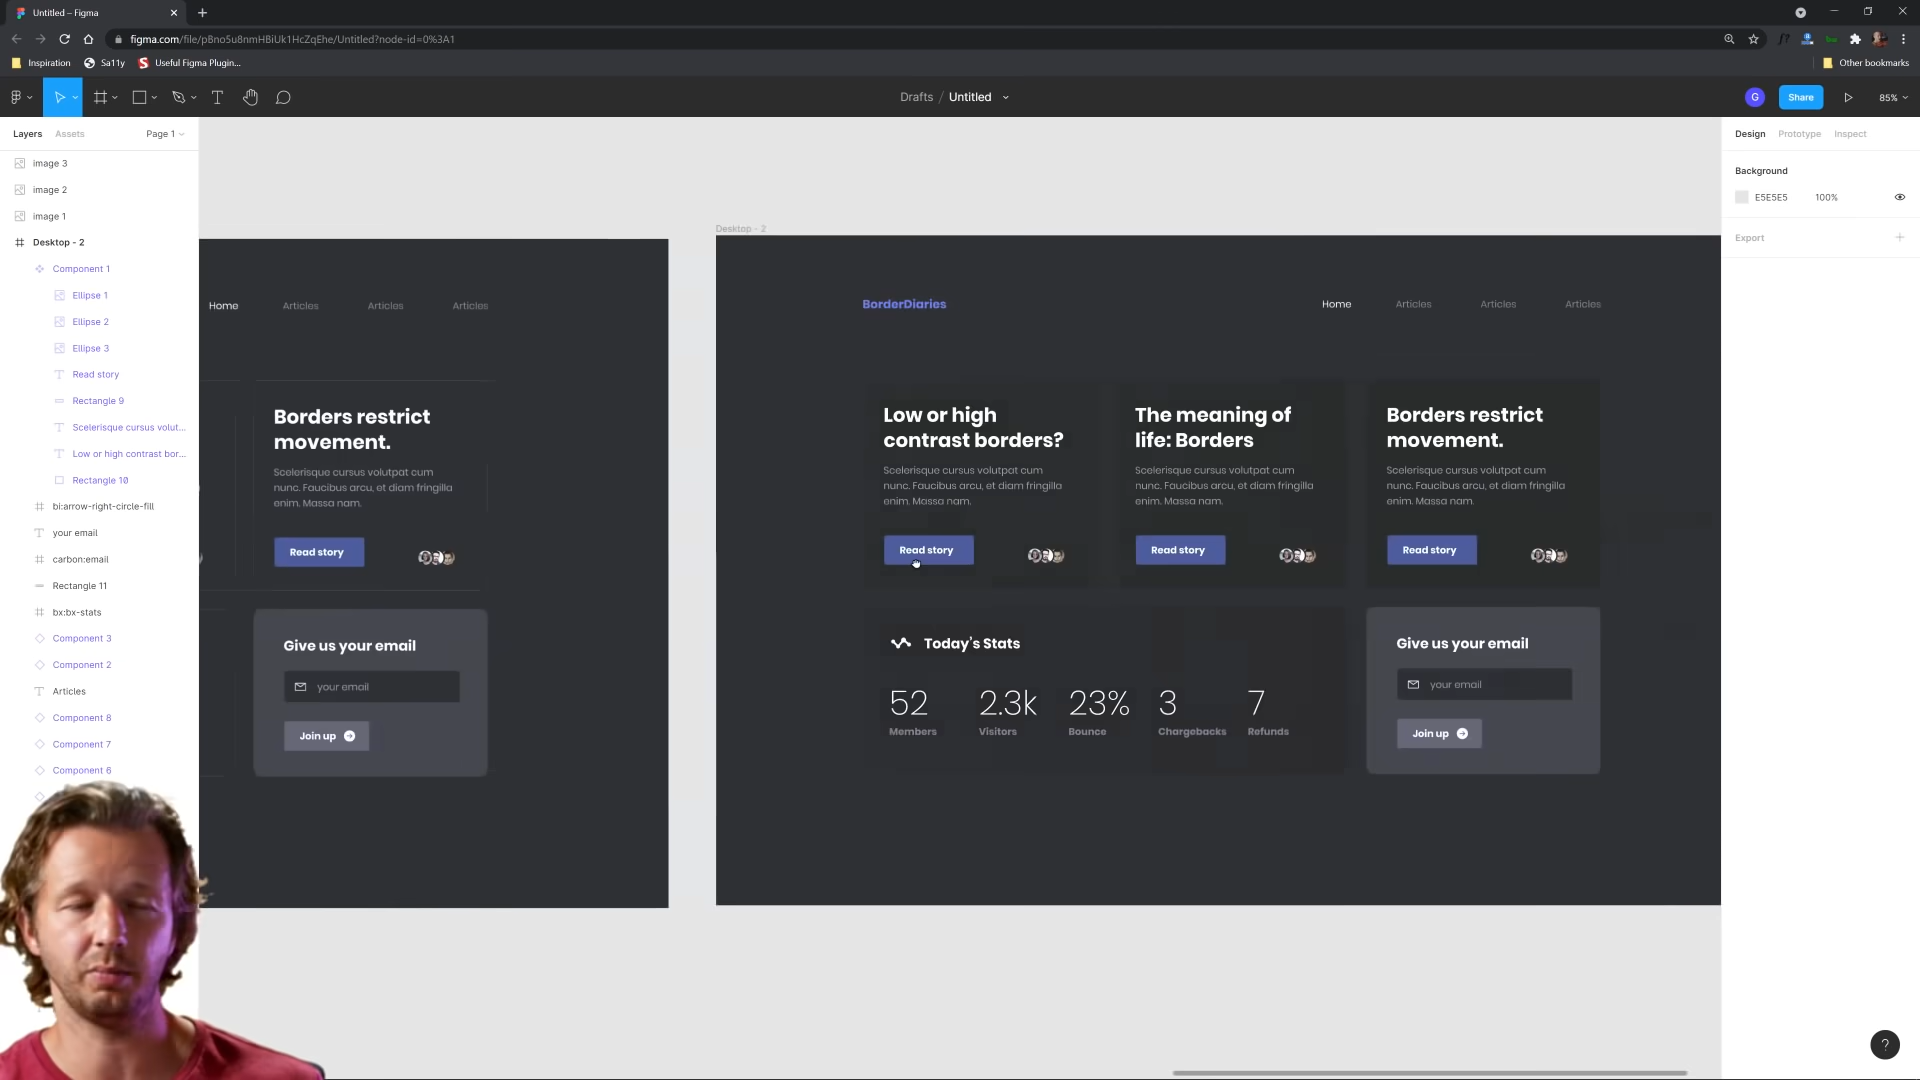 Untitled – Figma
figma.com/file/pBno5u8nmHBiUk1HcZqEhe/Untitled?node-id=0%3A1
Inspiration
Sa11y
Useful Figma Plugin...
Other bookmarks
Drafts / Untitled
G
Share
85%
Layers
Assets
Page 1
image 3
image 2
image 1
Desktop - 2
Component 1
Ellipse 1
Ellipse 2
Ellipse 3
Read story
Rectangle 9
Scelerisque cursus volut...
Low or high contrast bor...
Rectangle 10
bi:arrow-right-circle-fill
your email
carbon:email
Rectangle 11
bx:bx-stats
Component 3
Component 2
Articles
Component 8
Component 7
Component 6
Home
Articles
Articles
Articles
Borders restrict
movement.
Scelerisque cursus volutpat cum
nunc. Faucibus arcu, et diam fringilla
enim. Massa nam.
Read story
Give us your email
your email
Join up
Desktop - 2
BorderDiaries
Home
Articles
Articles
Articles
Low or high
contrast borders?
Scelerisque cursus volutpat cum
nunc. Faucibus arcu, et diam fringilla
enim. Massa nam.
Read story
The meaning of
life: Borders
Scelerisque cursus volutpat cum
nunc. Faucibus arcu, et diam fringilla
enim. Massa nam.
Read story
Borders restrict
movement.
Scelerisque cursus volutpat cum
nunc. Faucibus arcu, et diam fringilla
enim. Massa nam.
Read story
Today's Stats
52
Members
2.3k
Visitors
23%
Bounce
3
Chargebacks
7
Refunds
Give us your email
your email
Join up
Design
Prototype
Inspect
Background
E5E5E5
100%
Export
?